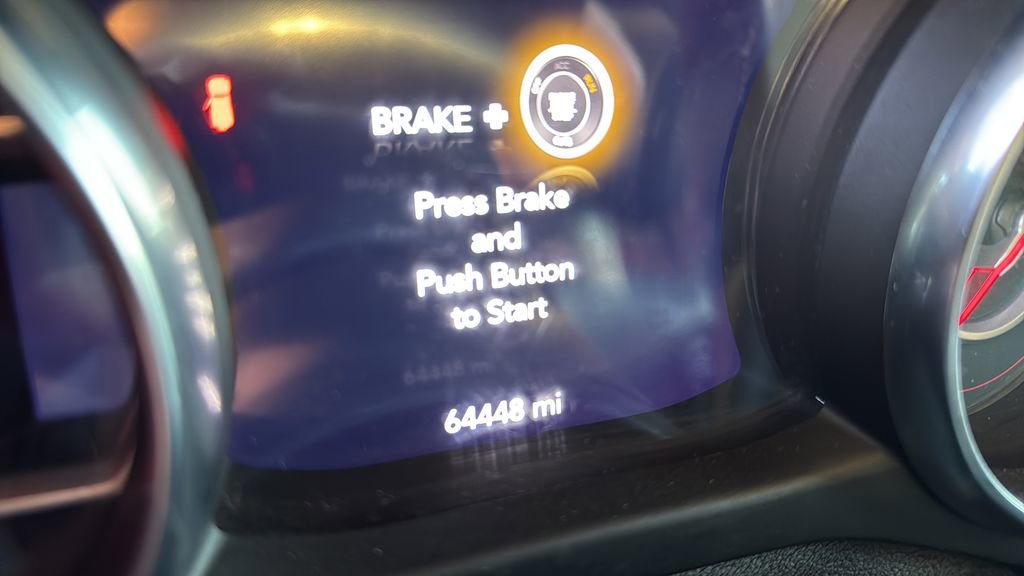 BRAKE +
Press Brake
and
Push Button
to Start
64448 mi